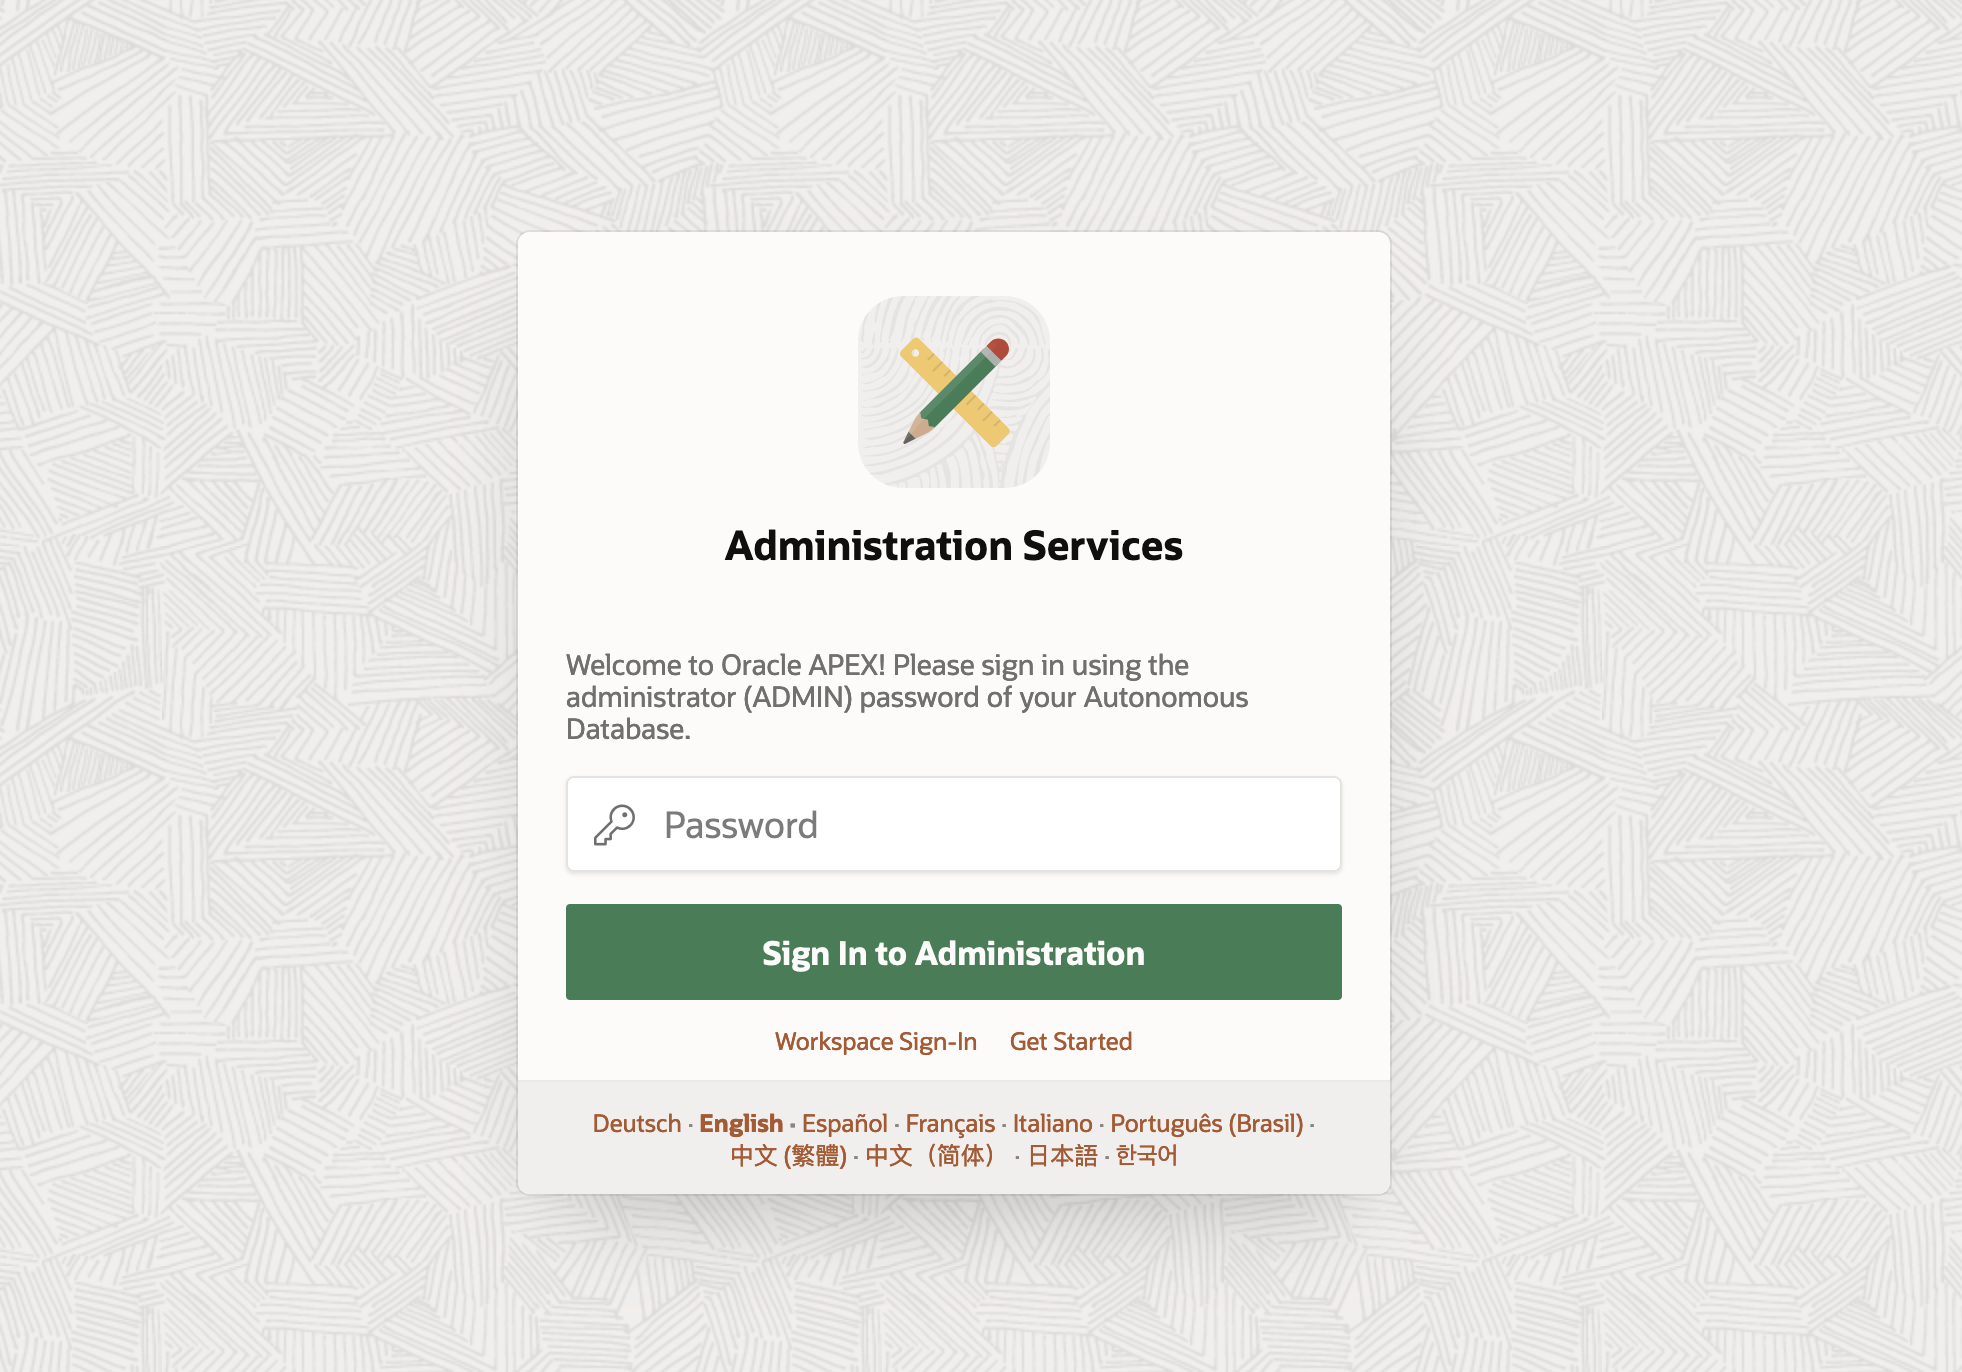 Administration Services
Welcome to Oracle APEX! Please sign in using the
administrator (ADMIN) password of your Autonomous
Database.
Password
Sign In to Administration
Workspace Sign-In Get Started
Deutsch · English · Español · Français · Italiano · Português (Brasil) ·
中文 (繁體) · 中文（简体） · 日本語 · 한국어